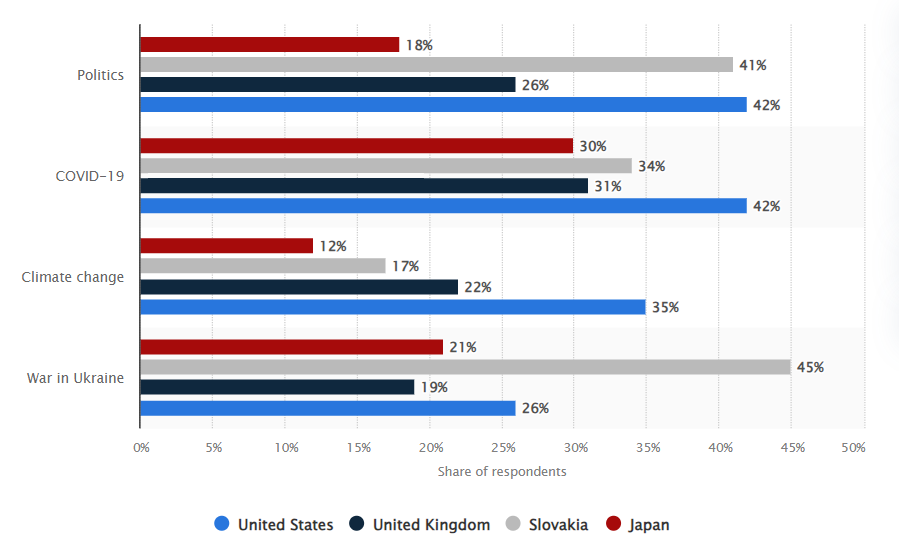 18%
Politics
41%
26%
42%
30%
COVID-19
34%
31%
42%
12%
Climate change
17%
22%
35%
21%
War in Ukraine
45%
19%
26%
0% 5% 10% 15% 20% 25% 30% 35% 40% 45% 50%
Share of respondents
United States United Kingdom Slovakia Japan